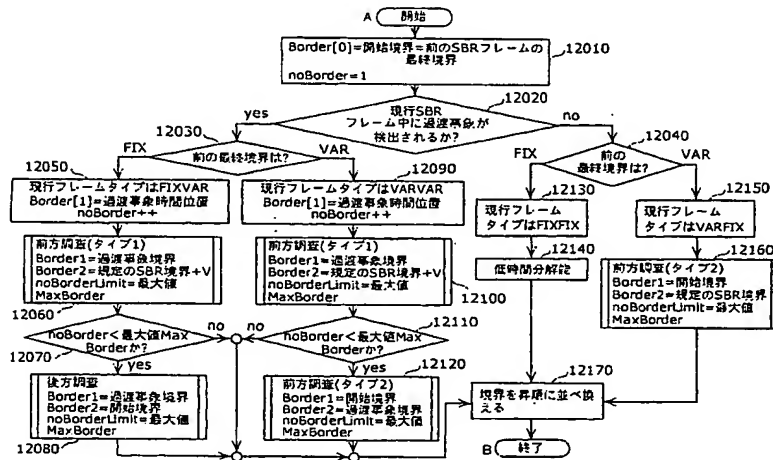 A 開始
Border[0]=開始境界=前のSBRフレームの
最終境界
noBorder=1
12010
12020
現行SBR
フレーム中に過渡事象が
検出されるか?
yes
no
12030
前の最終境界は?
FIX
VAR
12040
前の
最終境界は?
FIX
VAR
12050
現行フレームタイプはFIXVAR
Border[1]=過渡事象時間位置
noBorder++
12090
現行フレームタイプはVARVAR
Border[1]=過渡事象時間位置
noBorder++
12130
現行フレーム
タイプはFIXFIX
12150
現行フレーム
タイプはVARFIX
前方調査(タイプ1)
Border1=過渡事象境界
Border2=規定のSBR境界+V
noBorderLimit=最大値
MaxBorder
12060
前方調査(タイプ1)
Border1=過渡事象境界
Border2=規定のSBR境界+V
noBorderLimit=最大値
MaxBorder
12100
12140
低時間分解能
12160
前方調査(タイプ2)
Border1=開始境界
Border2=規定のSBR境界
noBorderLimit=最大値
MaxBorder
12070
noBorder<最大値Max
Borderか?
no
yes
12110
noBorder<最大値Max
Borderか?
no
yes
後方調査
Border1=過渡事象境界
Border2=開始境界
noBorderLimit=最大値
MaxBorder
12080
12120
前方調査(タイプ2)
Border1=開始境界
Border2=過渡事象境界
noBorderLimit=最大値
MaxBorder
12170
境界を昇順に並べ換
える
B 終了